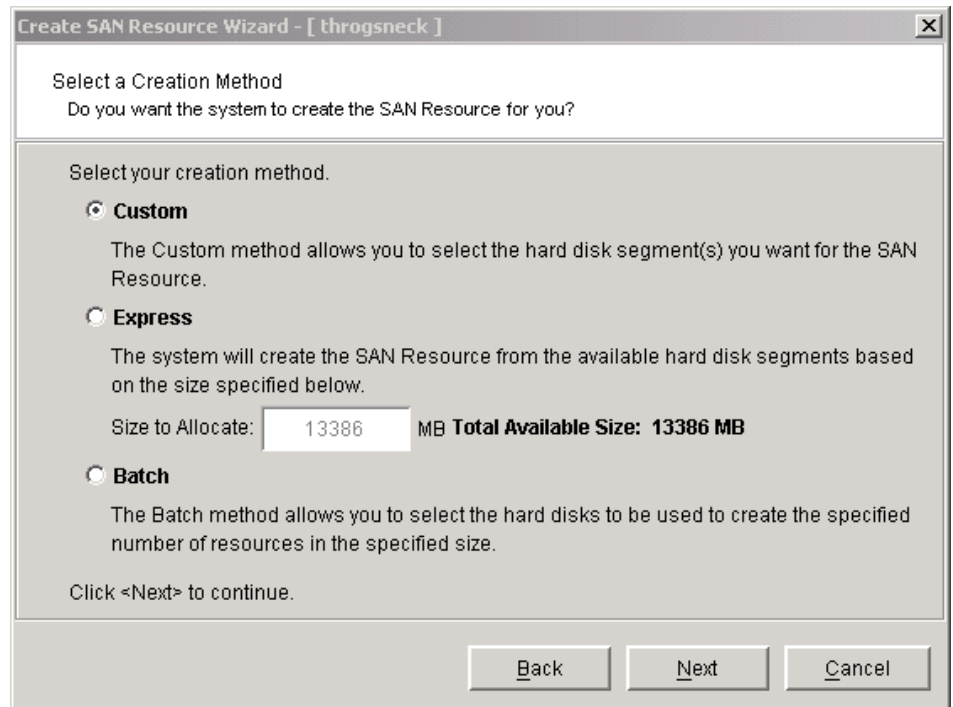 Create SAN Resource Wizard - [ throgsneck ]
Select a Creation Method
Do you want the system to create the SAN Resource for you?
Select your creation method.
Custom
The Custom method allows you to select the hard disk segment(s) you want for the SAN
Resource.
Express
The system will create the SAN Resource from the available hard disk segments based
on the size specified below.
Size to Allocate: 13386 MB Total Available Size: 13386 MB
Batch
The Batch method allows you to select the hard disks to be used to create the specified
number of resources in the specified size.
Click <Next> to continue.
Back Next Cancel